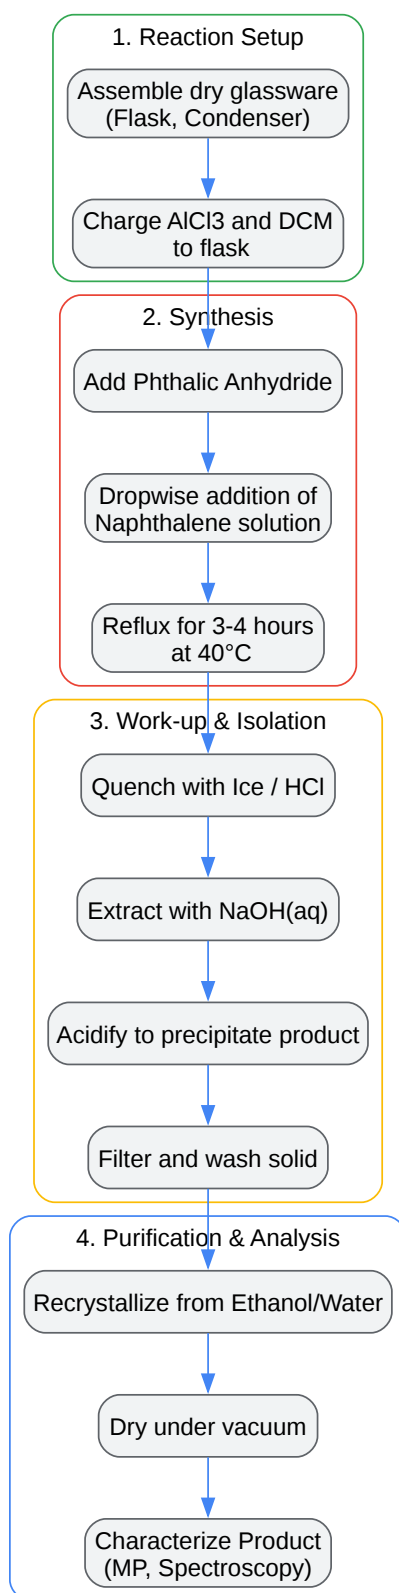 1. Reaction Setup
Assemble dry glassware
(Flask, Condenser)
Charge AlCl3 and DCM
to flask
2. Synthesis
Add Phthalic Anhydride
Dropwise addition of
Naphthalene solution
Reflux for 3-4 hours
at 40°C
3. Work-up & Isolation
Quench with Ice / HCl
Extract with NaOH(aq)
Acidify to precipitate product
Filter and wash solid
4. Purification & Analysis
Recrystallize from Ethanol/Water
Dry under vacuum
Characterize Product
(MP, Spectroscopy)